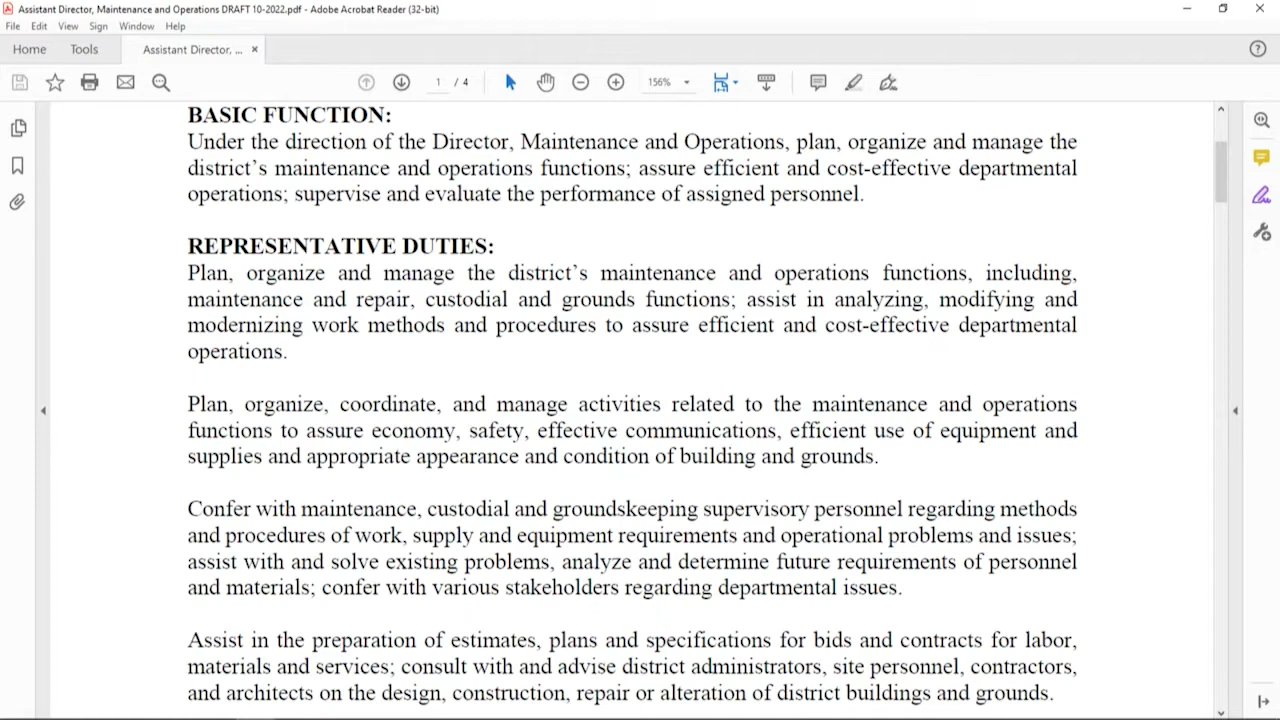 Assistant Director, Maintenance and Operations DRAFT 10-2022.pdf - Adobe Acrobat Reader (32-bit)
File Edit View Sign Window Help
Home Tools Assistant Director, ... ×
1 / 4 156%
BASIC FUNCTION:
Under the direction of the Director, Maintenance and Operations, plan, organize and manage the
district’s maintenance and operations functions; assure efficient and cost-effective departmental
operations; supervise and evaluate the performance of assigned personnel.
REPRESENTATIVE DUTIES:
Plan, organize and manage the district’s maintenance and operations functions, including,
maintenance and repair, custodial and grounds functions; assist in analyzing, modifying and
modernizing work methods and procedures to assure efficient and cost-effective departmental
operations.
Plan, organize, coordinate, and manage activities related to the maintenance and operations
functions to assure economy, safety, effective communications, efficient use of equipment and
supplies and appropriate appearance and condition of building and grounds.
Confer with maintenance, custodial and groundskeeping supervisory personnel regarding methods
and procedures of work, supply and equipment requirements and operational problems and issues;
assist with and solve existing problems, analyze and determine future requirements of personnel
and materials; confer with various stakeholders regarding departmental issues.
Assist in the preparation of estimates, plans and specifications for bids and contracts for labor,
materials and services; consult with and advise district administrators, site personnel, contractors,
and architects on the design, construction, repair or alteration of district buildings and grounds.